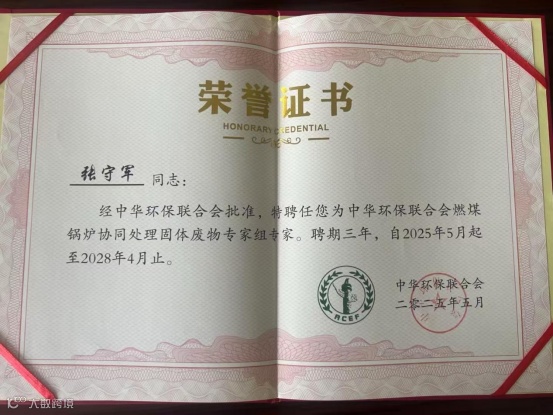 荣誉证书
HONORARY CREDENTIAL
张守军 同志：
经中华环保联合会批准，特聘任您为中华环保联合会燃煤
锅炉协同处理固体废物专家组专家。聘期三年，自2025年5月起
至2028年4月止。
ACEF
中华环保联合会
二零二五年五月
大数跨境